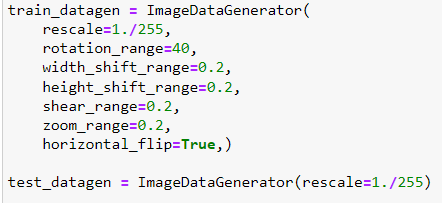 train_datagen = ImageDataGenerator(
    rescale=1./255,
    rotation_range=40,
    width_shift_range=0.2,
    height_shift_range=0.2,
    shear_range=0.2,
    zoom_range=0.2,
    horizontal_flip=True,)

test_datagen = ImageDataGenerator(rescale=1./255)